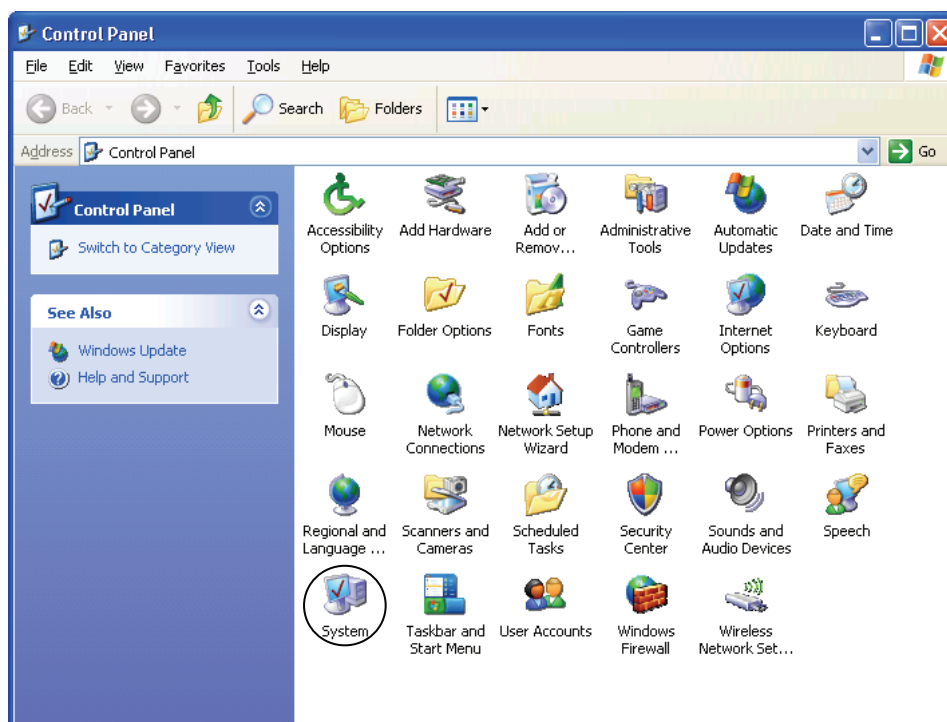 Control Panel
File Edit View Favorites Tools Help
Back Search Folders
Address Control Panel Go
Control Panel
Switch to Category View
See Also
Windows Update
Help and Support
Accessibility Options
Add Hardware
Add or Remov...
Administrative Tools
Automatic Updates
Date and Time
Display
Folder Options
Fonts
Game Controllers
Internet Options
Keyboard
Mouse
Network Connections
Network Setup Wizard
Phone and Modem ...
Power Options
Printers and Faxes
Regional and Language ...
Scanners and Cameras
Scheduled Tasks
Security Center
Sounds and Audio Devices
Speech
System
Taskbar and Start Menu
User Accounts
Windows Firewall
Wireless Network Set...